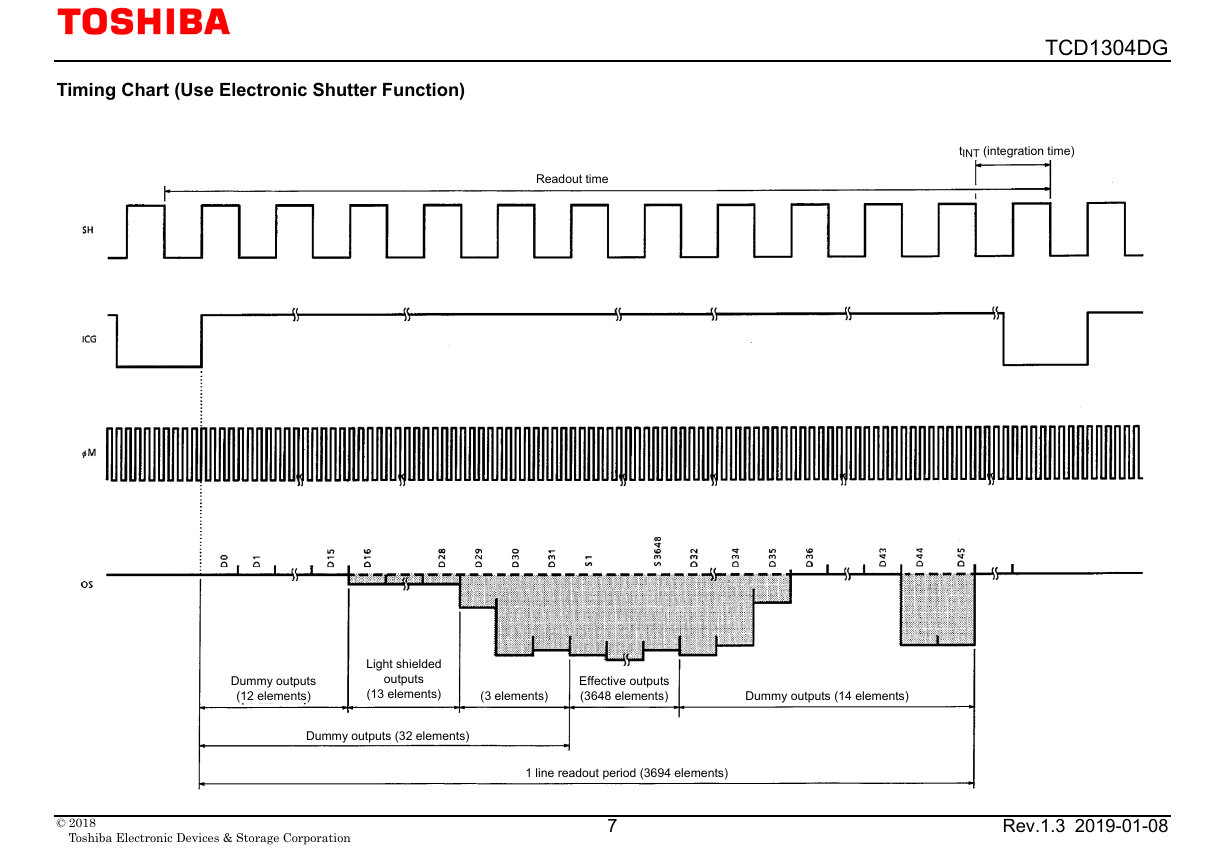 TOSHIBA
TCD1304DG
Timing Chart (Use Electronic Shutter Function)
tINT (integration time)
Readout time
SH
ICG
φM
D0 D1 D15 D16 D28 D29 D30 D31 S1 S3648 D32 D34 D35 D36 D43 D44 D45
OS
Dummy outputs
(12 elements)
Light shielded
outputs
(13 elements)
(3 elements)
Effective outputs
(3648 elements)
Dummy outputs (14 elements)
Dummy outputs (32 elements)
1 line readout period (3694 elements)
© 2018
Toshiba Electronic Devices & Storage Corporation
7
Rev.1.3 2019-01-08